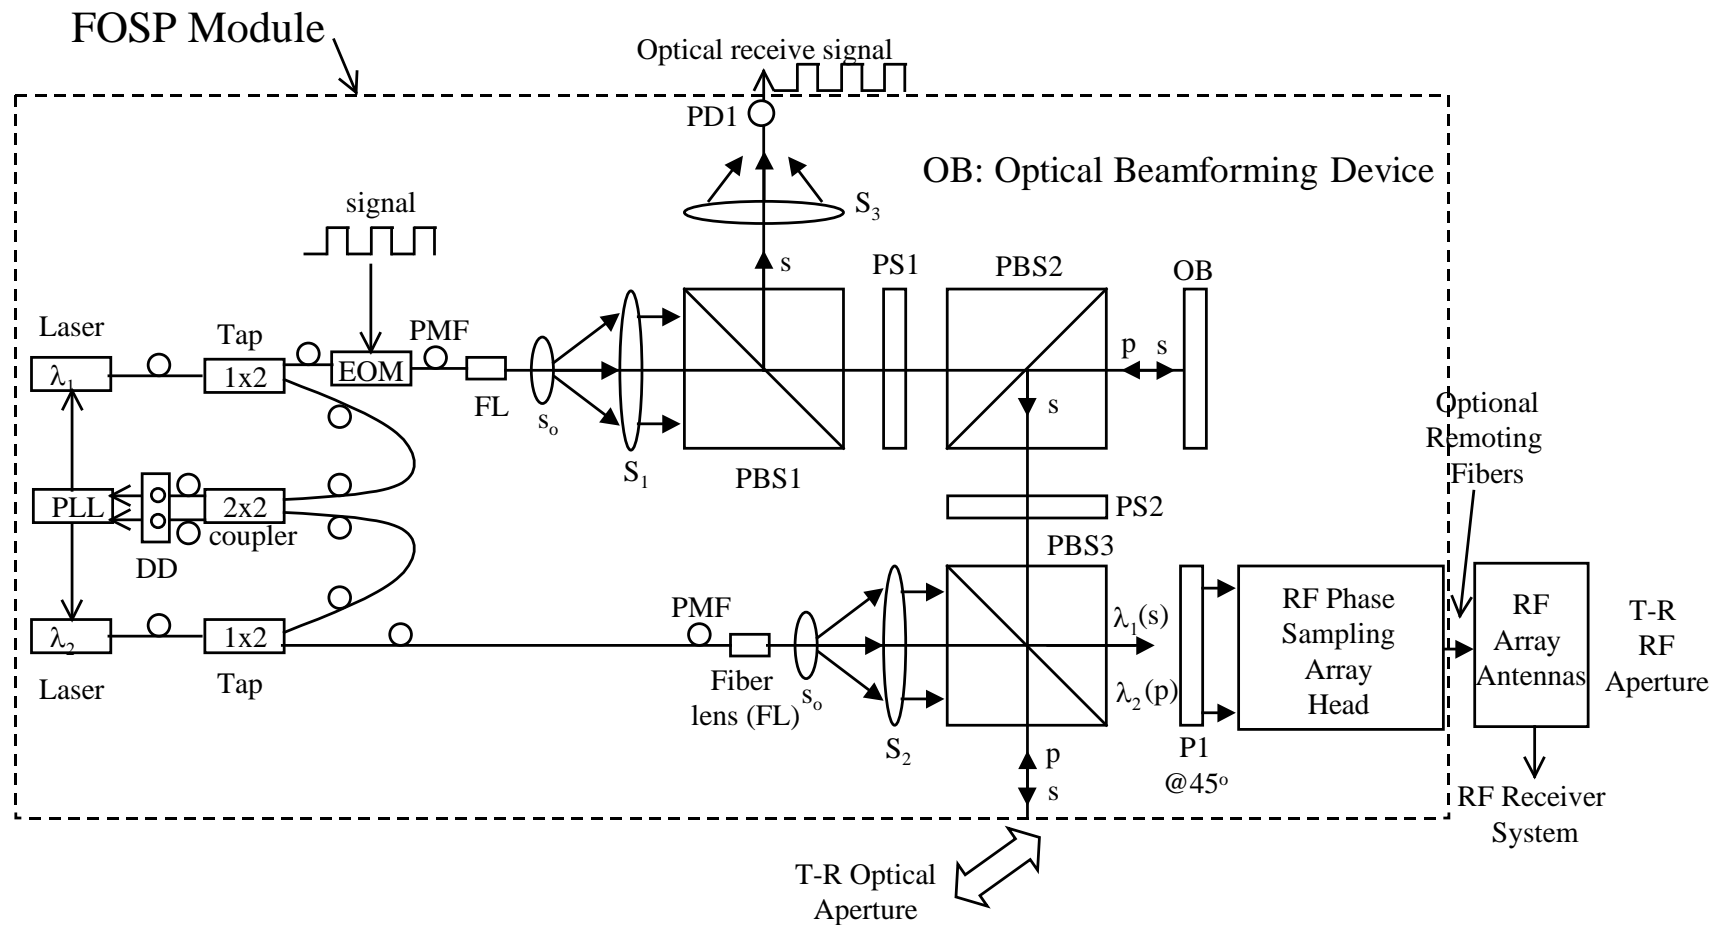 FOSP Module
Optical receive signal
PD1
OB: Optical Beamforming Device
signal
S₃
s
PS1
PBS2
OB
Laser
Tap
PMF
λ₁
1x2
EOM
FL
sₒ
S₁
PBS1
p
s
s
Optional
Remoting
Fibers
PLL
2x2
coupler
DD
PS2
PBS3
λ₂
1x2
Laser
Tap
PMF
Fiber
lens (FL)
sₒ
S₂
λ₁(s)
λ₂(p)
p
s
P1
@45º
RF Phase
Sampling
Array
Head
RF
Array
Antennas
T-R
RF
Aperture
RF Receiver
System
T-R Optical
Aperture